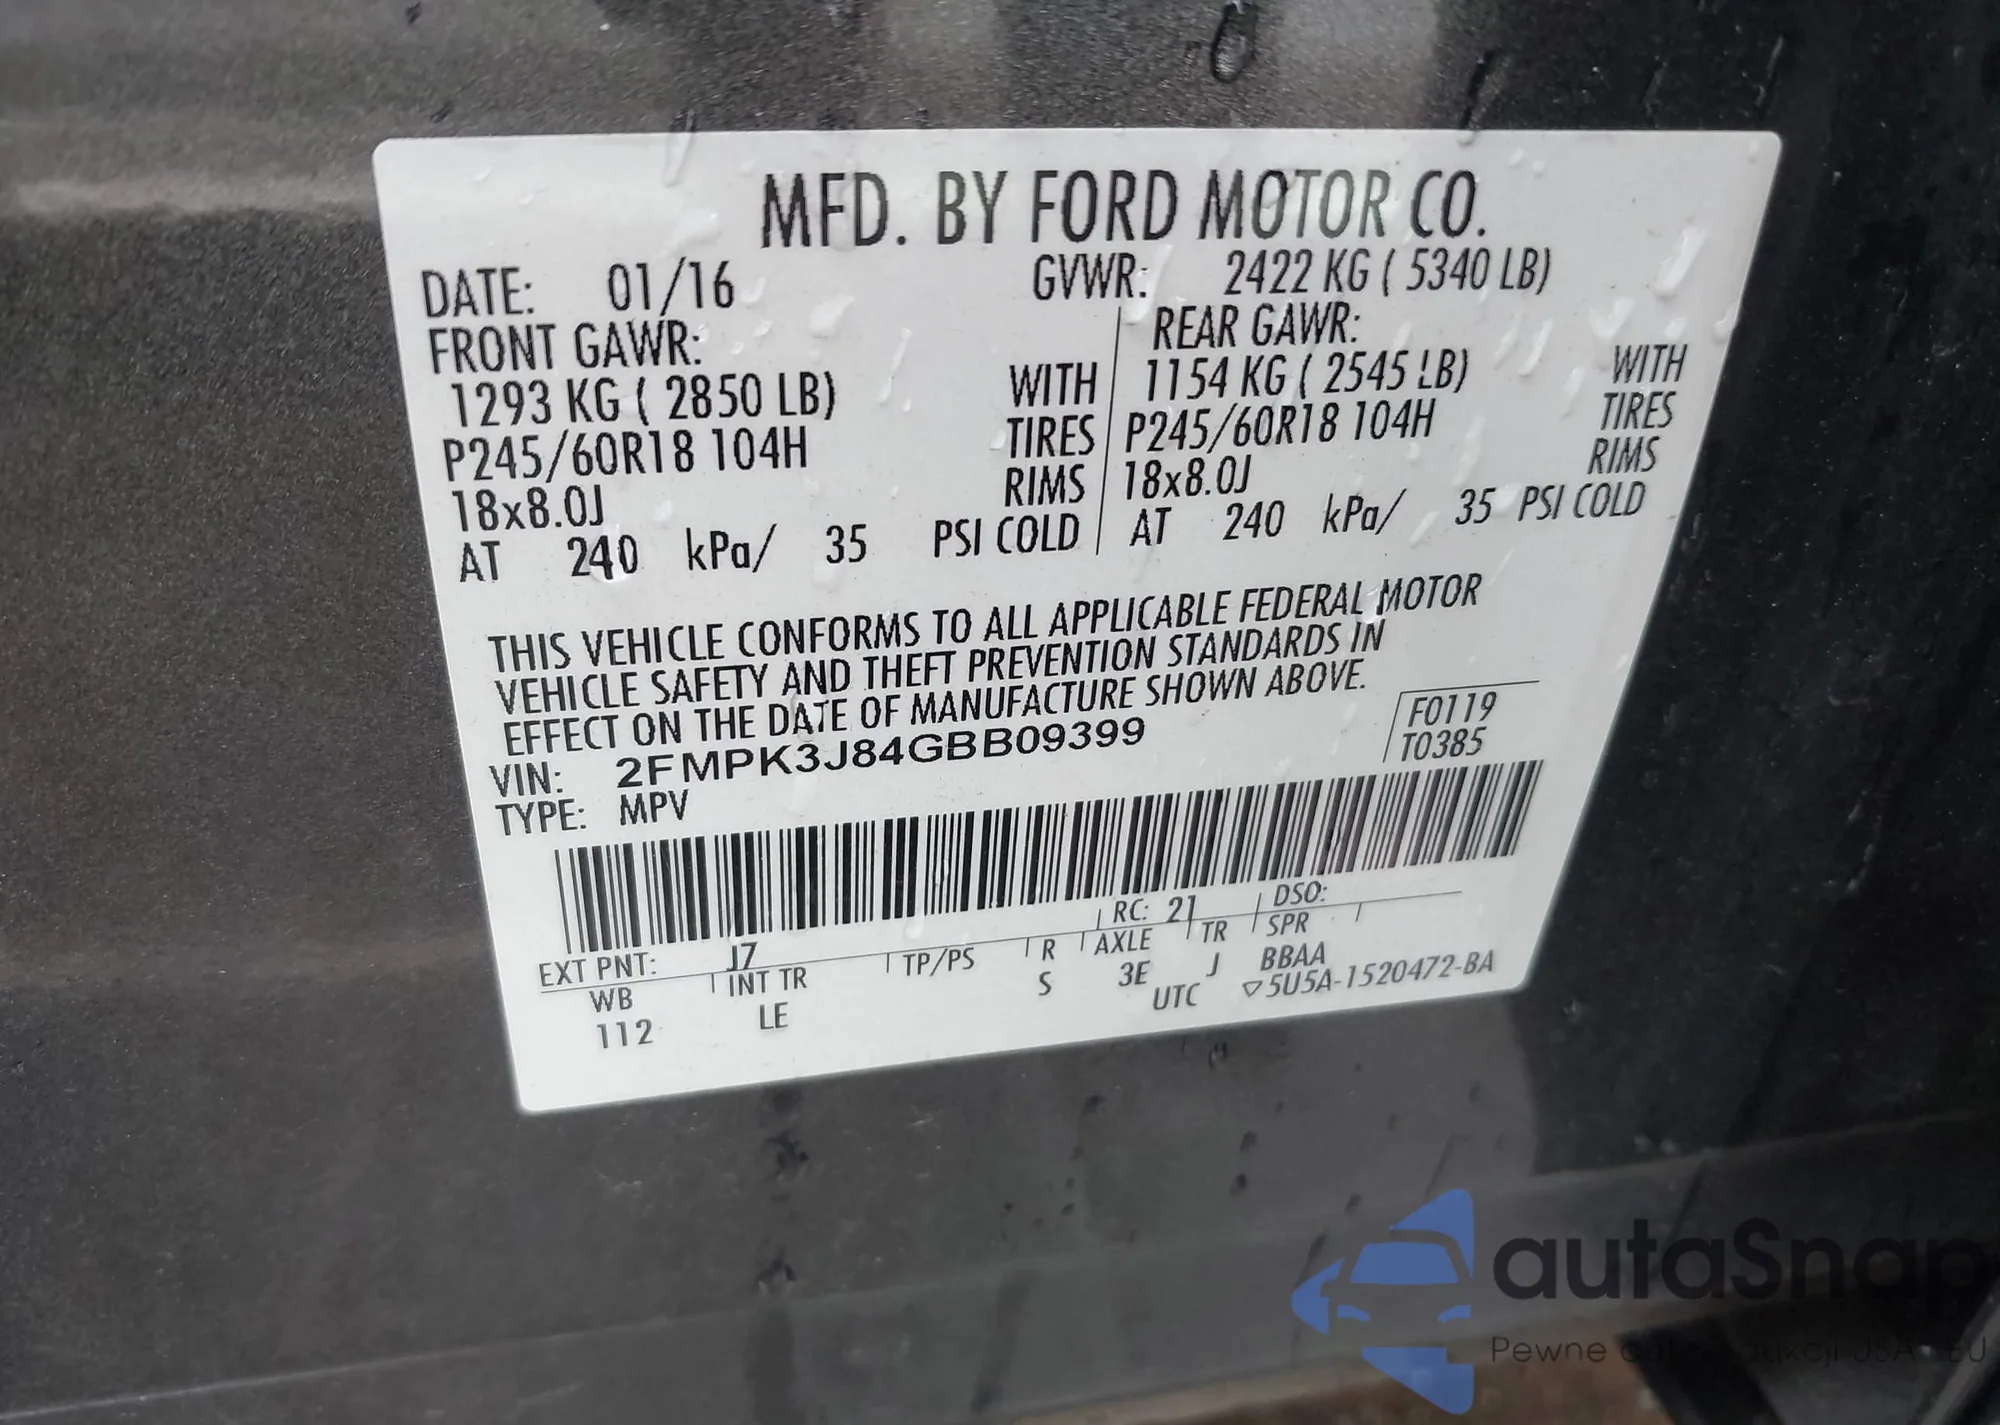 MFD. BY FORD MOTOR CO.
DATE: 01/16 GVWR: 2422 KG ( 5340 LB)
FRONT GAWR: REAR GAWR:
1293 KG ( 2850 LB) WITH 1154 KG ( 2545 LB) WITH
P245/60R18 104H TIRES P245/60R18 104H TIRES
18x8.0J RIMS 18x8.0J RIMS
AT 240 kPa/ 35 PSI COLD AT 240 kPa/ 35 PSI COLD
THIS VEHICLE CONFORMS TO ALL APPLICABLE FEDERAL MOTOR
VEHICLE SAFETY AND THEFT PREVENTION STANDARDS IN
EFFECT ON THE DATE OF MANUFACTURE SHOWN ABOVE.
F0119
VIN: 2FMPK3J84GBB09399 T0385
TYPE: MPV
EXT PNT: J7 RC: 21 DSO:
WB INT TR TP/PS R AXLE TR SPR
112 LE S 3E J BBAA
UTC ▽5U5A-1520472-BA
autaSnap
Pewne